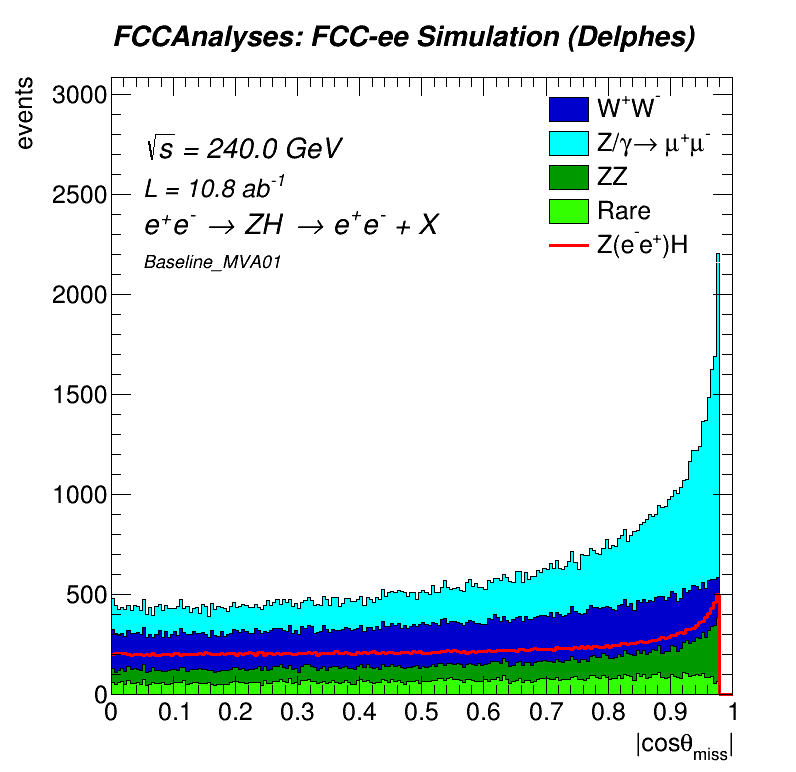 FCCAnalyses: FCC-ee Simulation (Delphes)
events
3000
2500
2000
1500
1000
500
0
√s = 240.0 GeV
L = 10.8 ab⁻¹
e⁺e⁻ → ZH → e⁺e⁻ + X
Baseline_MVA01
W⁺W⁻
Z/γ→ μ⁺μ⁻
ZZ
Rare
Z(e⁻e⁺)H
0 0.1 0.2 0.3 0.4 0.5 0.6 0.7 0.8 0.9 1
|cosθ_miss|